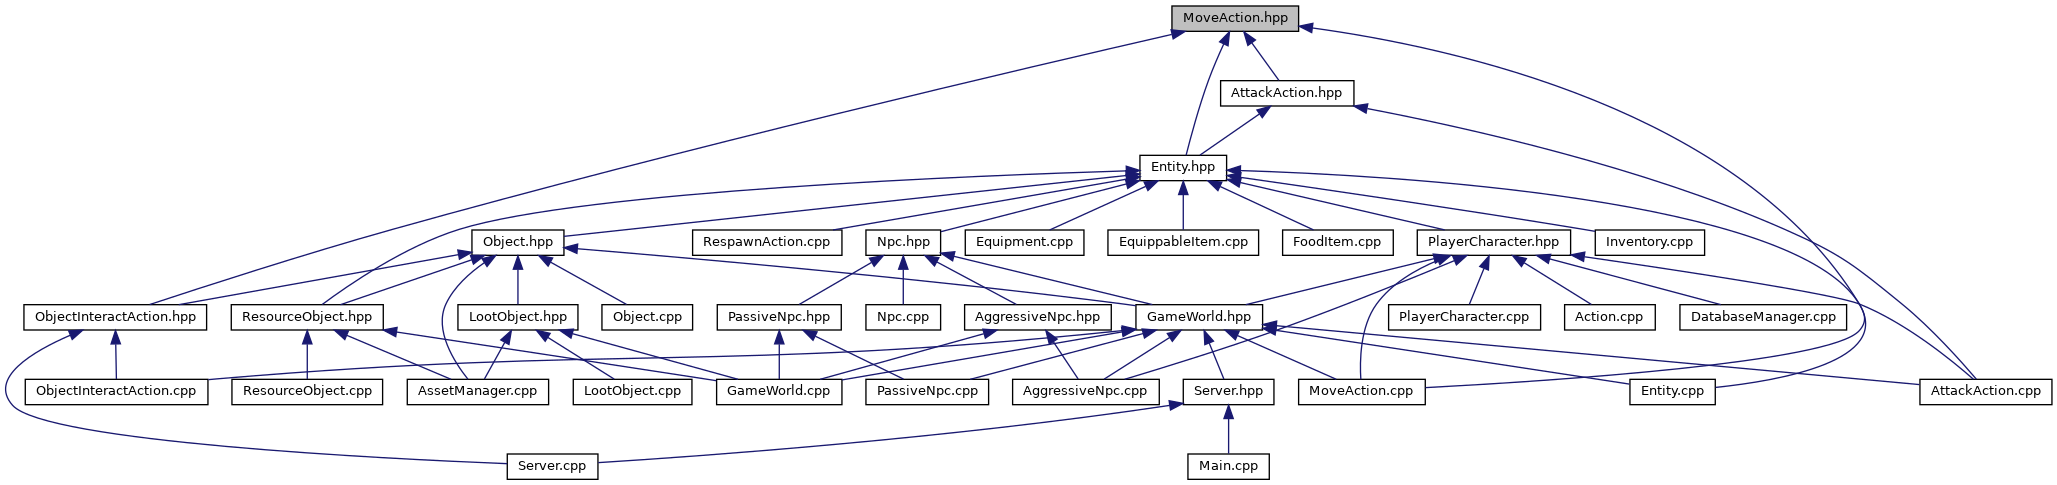 MoveAction.hpp
AttackAction.hpp
Entity.hpp
Object.hpp
RespawnAction.cpp
Npc.hpp
Equipment.cpp
EquippableItem.cpp
FoodItem.cpp
PlayerCharacter.hpp
Inventory.cpp
ObjectInteractAction.hpp
ResourceObject.hpp
LootObject.hpp
Object.cpp
PassiveNpc.hpp
Npc.cpp
AggressiveNpc.hpp
GameWorld.hpp
PlayerCharacter.cpp
Action.cpp
DatabaseManager.cpp
ObjectInteractAction.cpp
ResourceObject.cpp
AssetManager.cpp
LootObject.cpp
GameWorld.cpp
PassiveNpc.cpp
AggressiveNpc.cpp
Server.hpp
MoveAction.cpp
Entity.cpp
AttackAction.cpp
Server.cpp
Main.cpp